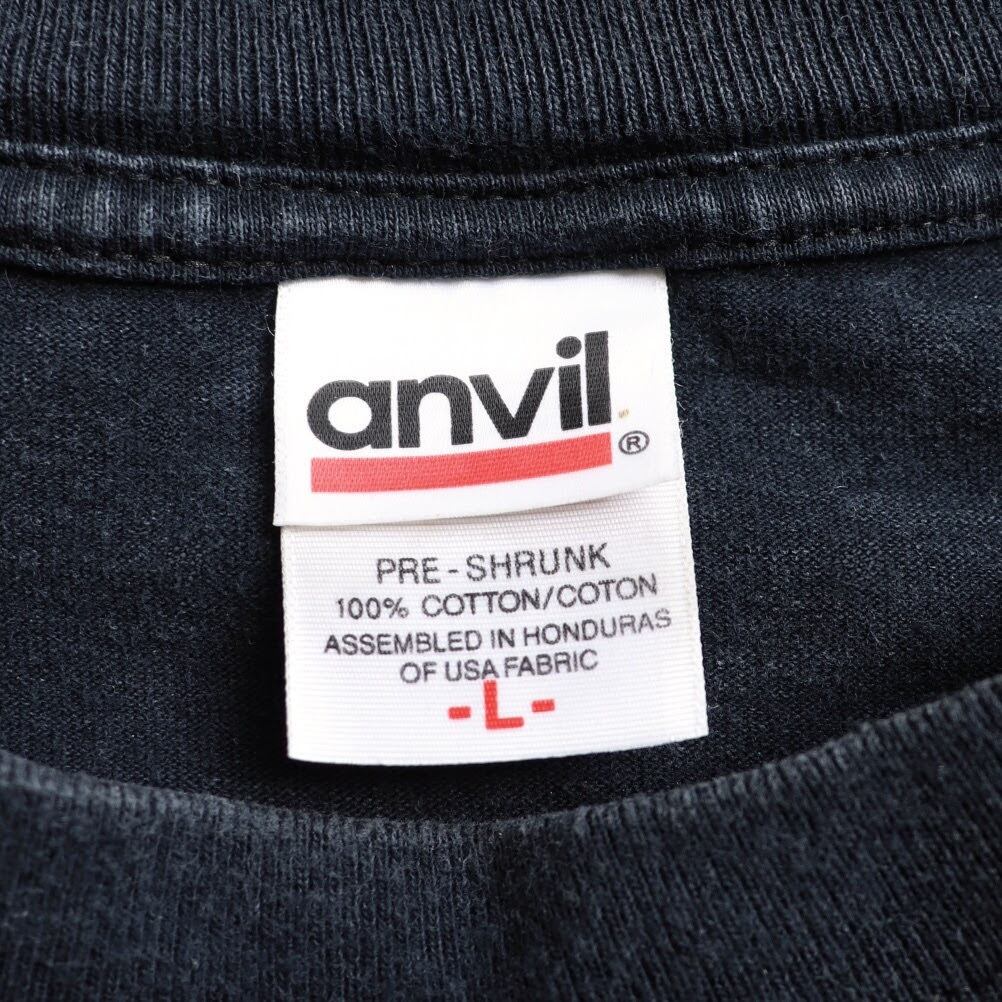 anvil®
PRE-SHRUNK
100% COTTON/COTON
ASSEMBLED IN HONDURAS
OF USA FABRIC
-L-